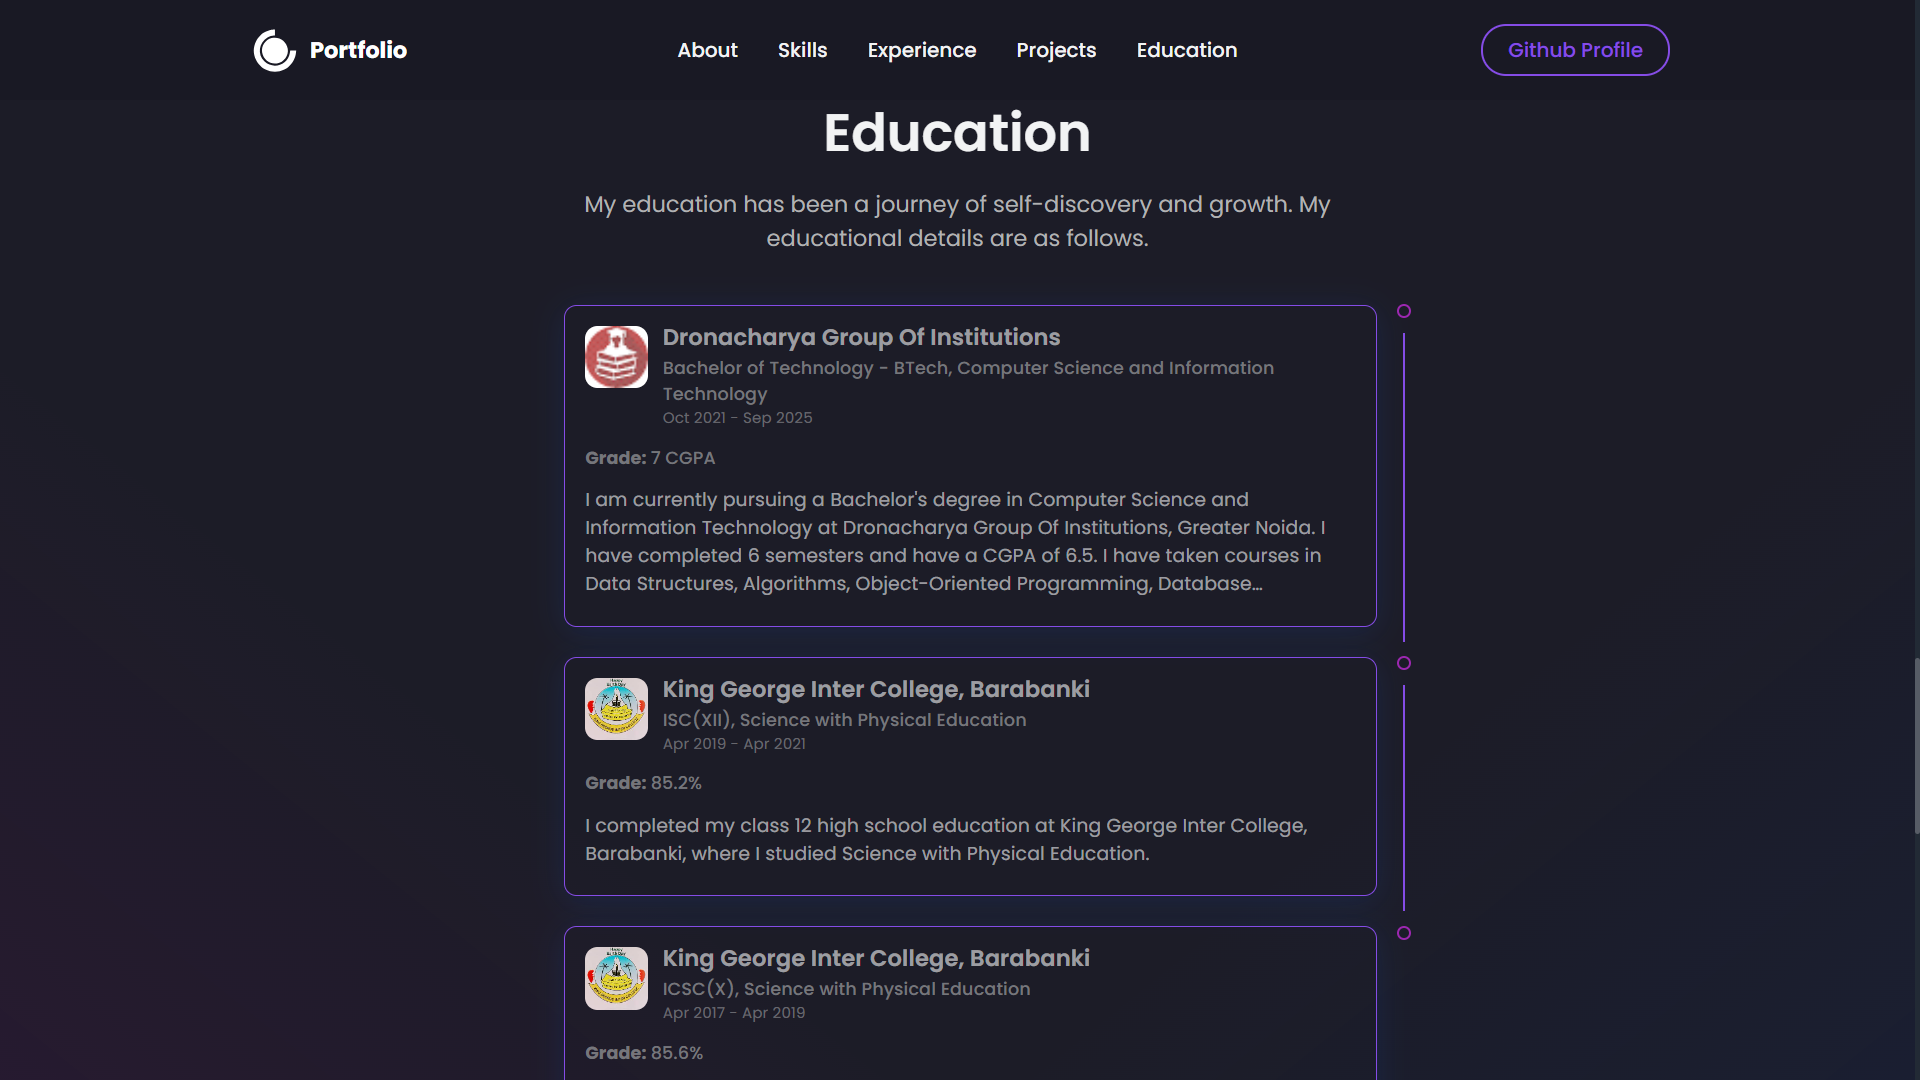 Portfolio
About
Skills
Experience
Projects
Education
Github Profile
Education
My education has been a journey of self-discovery and growth. My
educational details are as follows.
Dronacharya Group Of Institutions
Bachelor of Technology - BTech, Computer Science and Information
Technology
Oct 2021 - Sep 2025
Grade: 7 CGPA
I am currently pursuing a Bachelor's degree in Computer Science and
Information Technology at Dronacharya Group Of Institutions, Greater Noida. I
have completed 6 semesters and have a CGPA of 6.5. I have taken courses in
Data Structures, Algorithms, Object-Oriented Programming, Database...
King George Inter College, Barabanki
ISC(XII), Science with Physical Education
Apr 2019 - Apr 2021
Grade: 85.2%
I completed my class 12 high school education at King George Inter College,
Barabanki, where I studied Science with Physical Education.
King George Inter College, Barabanki
ICSC(X), Science with Physical Education
Apr 2017 - Apr 2019
Grade: 85.6%